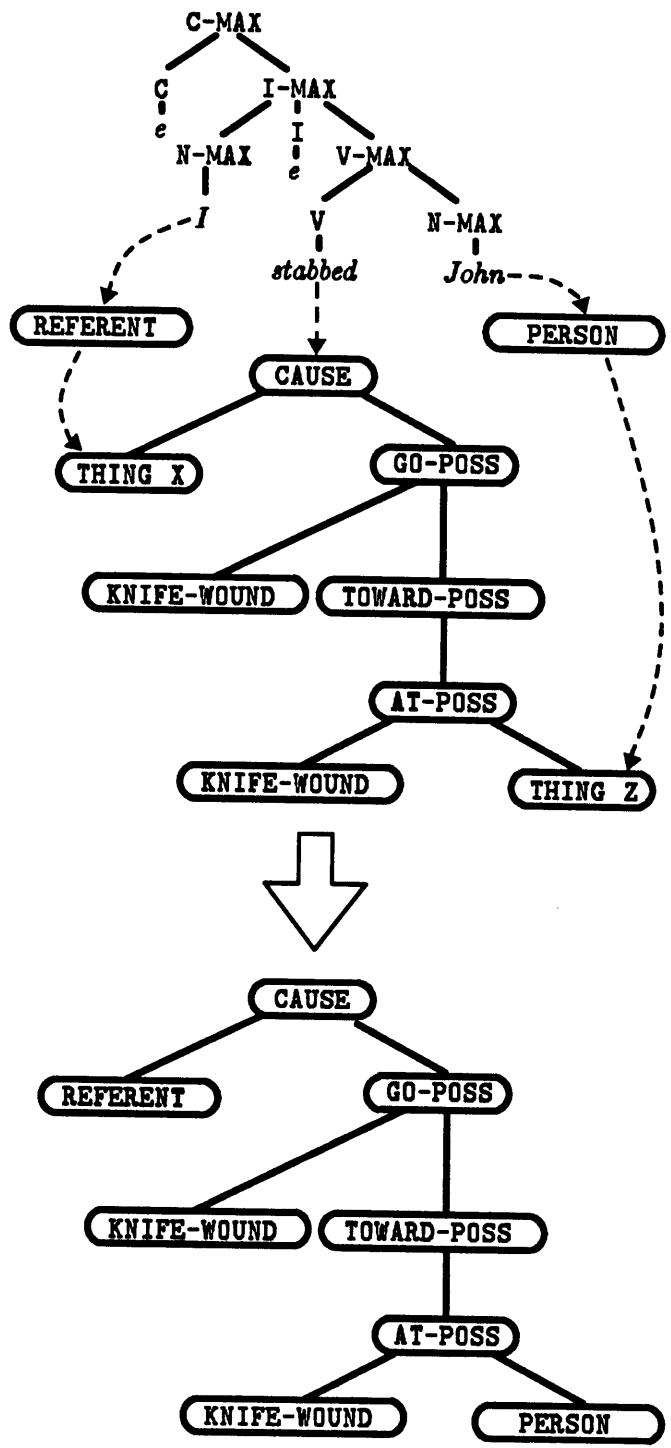 C-MAX
C I-MAX
e N-MAX I V-MAX
e
I V N-MAX
stabbed John
REFERENT PERSON
CAUSE
THING X GO-POSS
KNIFE-WOUND TOWARD-POSS
AT-POSS
KNIFE-WOUND THING Z
CAUSE
REFERENT GO-POSS
KNIFE-WOUND TOWARD-POSS
AT-POSS
KNIFE-WOUND PERSON